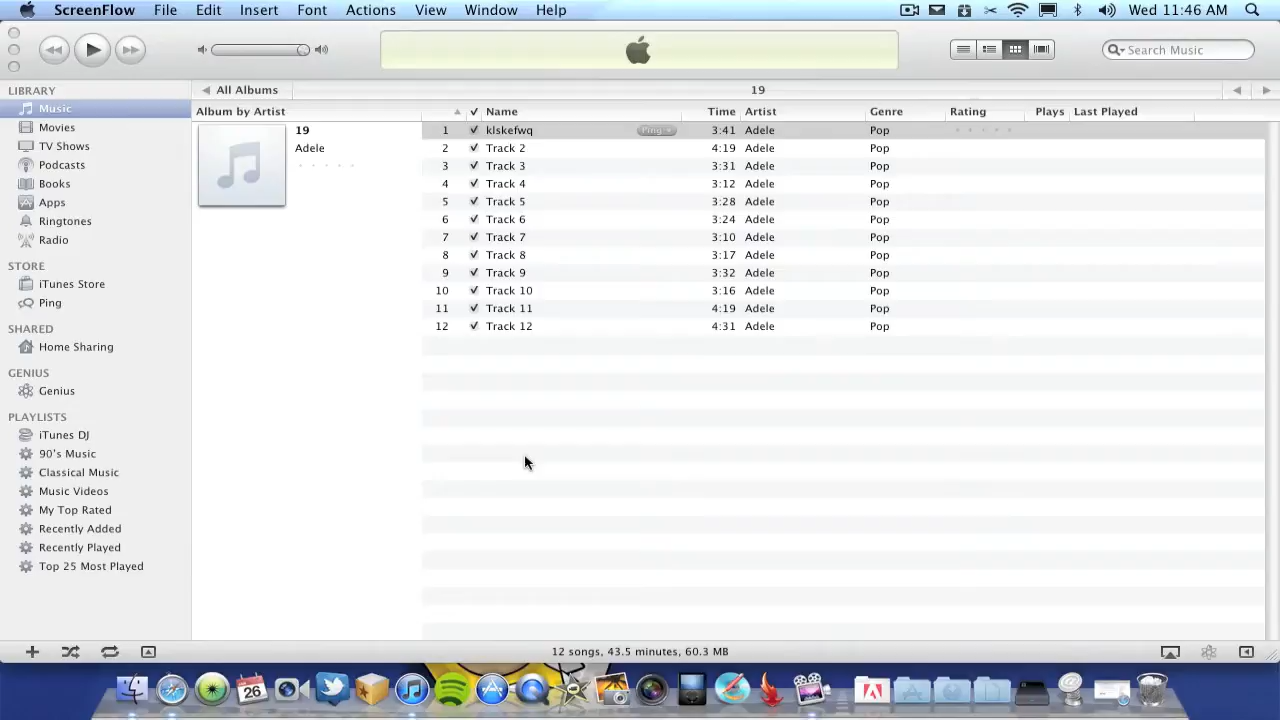 ScreenFlow File Edit Insert Font Actions View Window Help Wed 11:46 AM
Search Music
LIBRARY
Music
Movies
TV Shows
Podcasts
Books
Apps
Ringtones
Radio
STORE
iTunes Store
Ping
SHARED
Home Sharing
GENIUS
Genius
PLAYLISTS
iTunes DJ
90's Music
Classical Music
Music Videos
My Top Rated
Recently Added
Recently Played
Top 25 Most Played
All Albums 19
Album by Artist Name Time Artist Genre Rating Plays Last Played
19
Adele
1 klskefwq Ping 3:41 Adele Pop
2 Track 2 4:19 Adele Pop
3 Track 3 3:31 Adele Pop
4 Track 4 3:12 Adele Pop
5 Track 5 3:28 Adele Pop
6 Track 6 3:24 Adele Pop
7 Track 7 3:10 Adele Pop
8 Track 8 3:17 Adele Pop
9 Track 9 3:32 Adele Pop
10 Track 10 3:16 Adele Pop
11 Track 11 4:19 Adele Pop
12 Track 12 4:31 Adele Pop
12 songs, 43.5 minutes, 60.3 MB
26